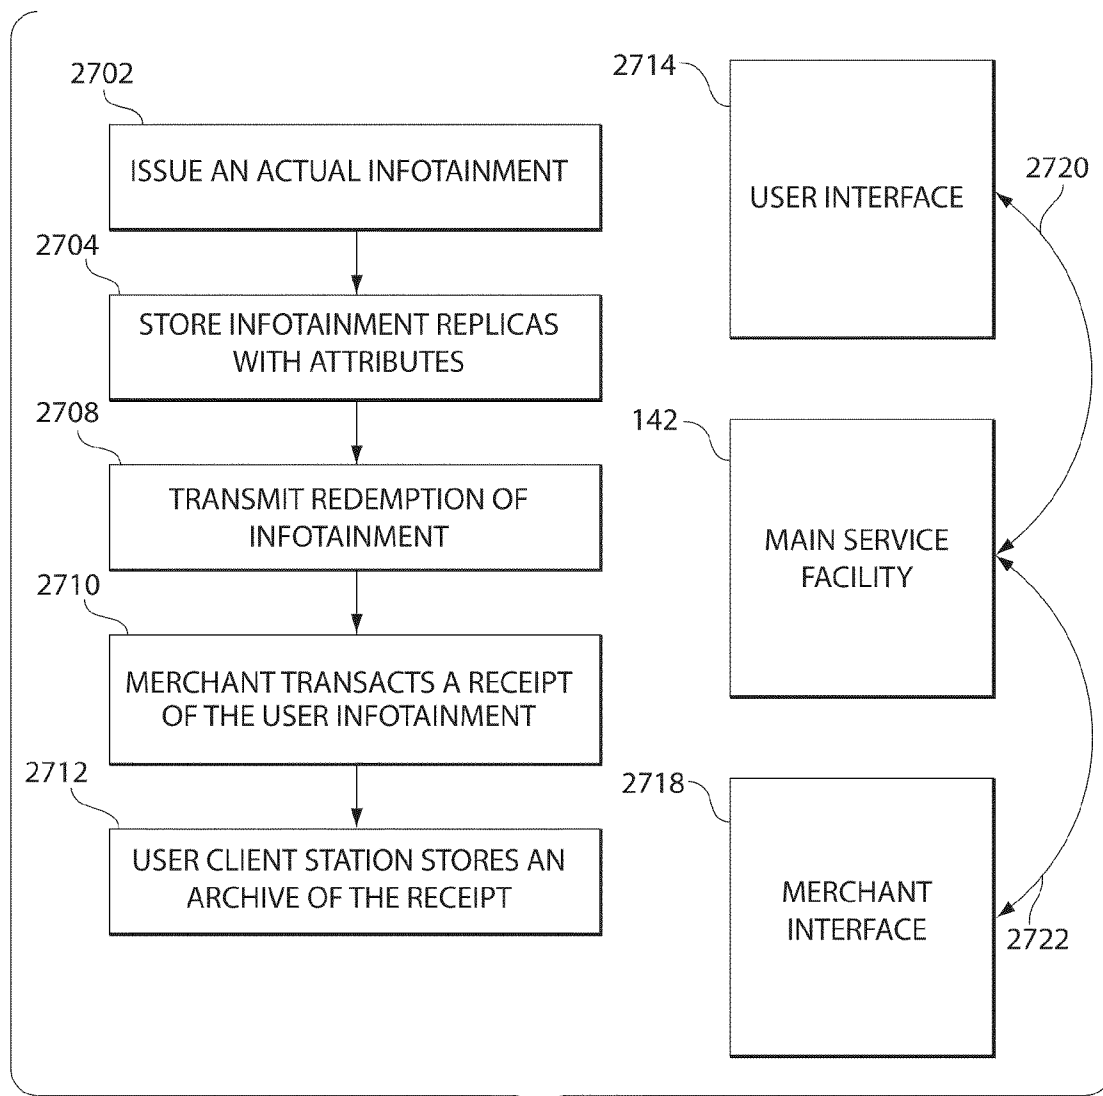 2702
ISSUE AN ACTUAL INFOTAINMENT
2704
STORE INFOTAINMENT REPLICAS
WITH ATTRIBUTES
2708
TRANSMIT REDEMPTION OF
INFOTAINMENT
2710
MERCHANT TRANSACTS A RECEIPT
OF THE USER INFOTAINMENT
2712
USER CLIENT STATION STORES AN
ARCHIVE OF THE RECEIPT
2714
USER INTERFACE
2720
142
MAIN SERVICE
FACILITY
2718
MERCHANT
INTERFACE
2722